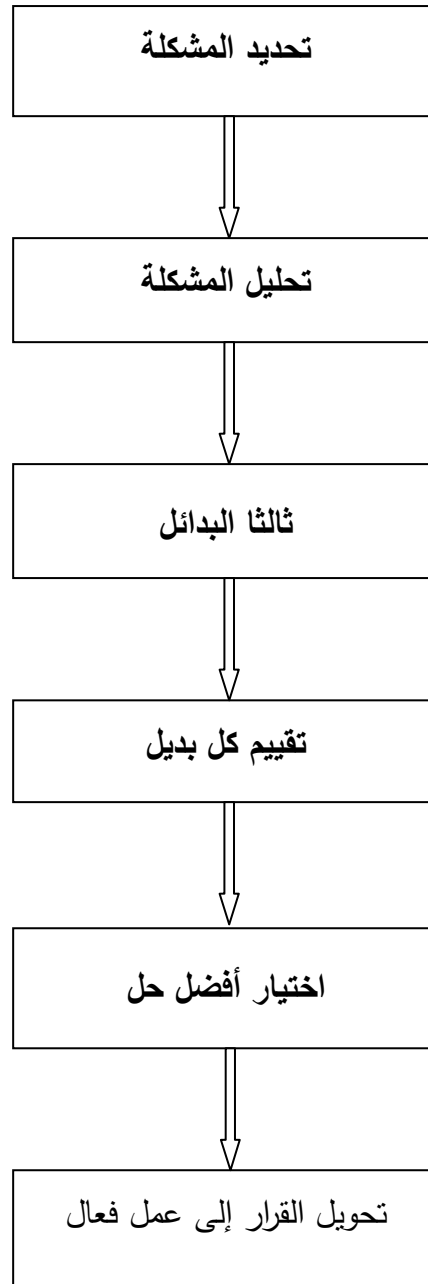 تحديد المشكلة
تحليل المشكلة
ثالثا البدائل
تقييم كل بديل
اختيار أفضل حل
تحويل القرار إلى عمل فعال